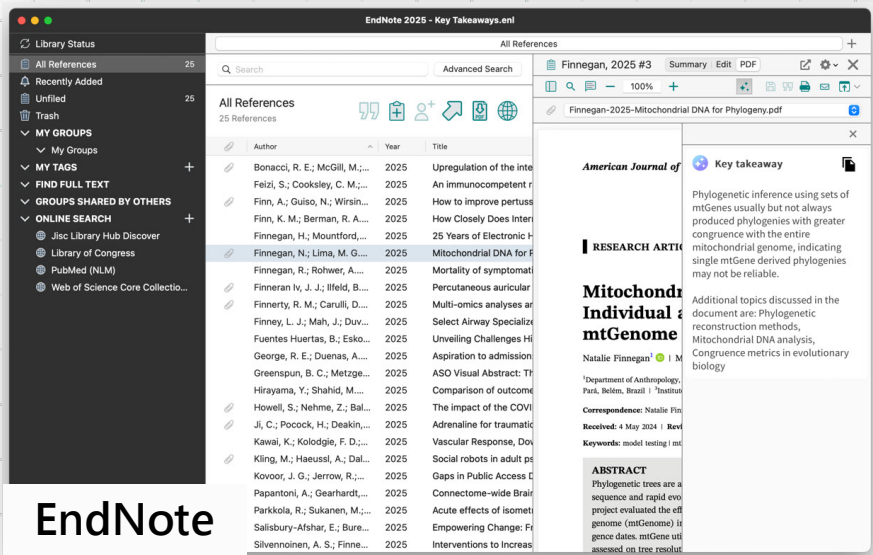 EndNote 2025 - Key Takeaways.enl
Library Status
All References 25
Recently Added
Unfiled 25
Trash
MY GROUPS
My Groups
MY TAGS +
FIND FULL TEXT
GROUPS SHARED BY OTHERS
ONLINE SEARCH +
Jisc Library Hub Discover
Library of Congress
PubMed (NLM)
Web of Science Core Collectio...
All References +
Search
Advanced Search
All References
25 References
Author Year Title
Bonacci, R. E.; McGill, M.;... 2025 Upregulation of the inte
Feizi, S.; Cooksley, C. M.;... 2025 An immunocompetent r
Finn, A.; Guiso, N.; Wirsin... 2025 How to improve pertuss
Finn, K. M.; Berman, R. A.... 2025 How Closely Does Inter
Finnegan, H.; Mountford,... 2025 25 Years of Electronic H
Finnegan, N.; Lima, M. G.... 2025 Mitochondrial DNA for P
Finnegan, R.; Rohwer, A.... 2025 Mortality of symptomati
Finneran Iv, J. J.; Ilfeld, B.... 2025 Percutaneous auricular
Finnerty, R. M.; Carulli, D.... 2025 Multi-omics analyses ar
Finney, L. J.; Mah, J.; Duv... 2025 Select Airway Specialize
Fuentes Huertas, B.; Esko... 2025 Unveiling Challenges Hi
George, R. E.; Duenas, A.... 2025 Aspiration to admission:
Greenspun, B. C.; Metzge... 2025 ASO Visual Abstract: Th
Hirayama, Y.; Shahid, M.... 2025 Comparison of outcome
Howell, S.; Nehme, Z.; Bal... 2025 The impact of the COVI
Ji, C.; Pocock, H.; Deakin,... 2025 Adrenaline for traumatic
Kawai, K.; Kolodgie, F. D.;... 2025 Vascular Response, Dov
Kling, M.; Haeussl, A.; Dal... 2025 Social robots in adult ps
Kovoor, J. G.; Jerrow, R.;... 2025 Gaps in Public Access D
Papantoni, A.; Gearhardt,... 2025 Connectome-wide Brair
Parkkola, R.; Sukanen, M.;... 2025 Acute effects of isomet
Salisbury-Afshar, E.; Bure... 2025 Empowering Change: Fr
Silvennoinen, A. S.; Finne... 2025 Interventions to Increas
Finnegan, 2025 #3 Summary Edit PDF
100%
Finnegan-2025-Mitochondrial DNA for Phylogeny.pdf
American Journal of
RESEARCH ARTIC
Mitochondr
Individual a
mtGenome
Natalie Finnegan1 | M
1Department of Anthropology,
Pará, Belém, Brazil | 3Institut
Correspondence: Natalie Fin
Received: 4 May 2024 | Revi
Keywords: model testing | mt
ABSTRACT
Phylogenetic trees are a
sequence and rapid evo
project evaluated the eff
genome (mtGenome) in
gence dates. mtGene uti
assessed on tree resolut
Key takeaway
Phylogenetic inference using sets of
mtGenes usually but not always
produced phylogenies with greater
congruence with the entire
mitochondrial genome, indicating
single mtGene derived phylogenies
may not be reliable.
Additional topics discussed in the
document are: Phylogenetic
reconstruction methods,
Mitochondrial DNA analysis,
Congruence metrics in evolutionary
biology
EndNote